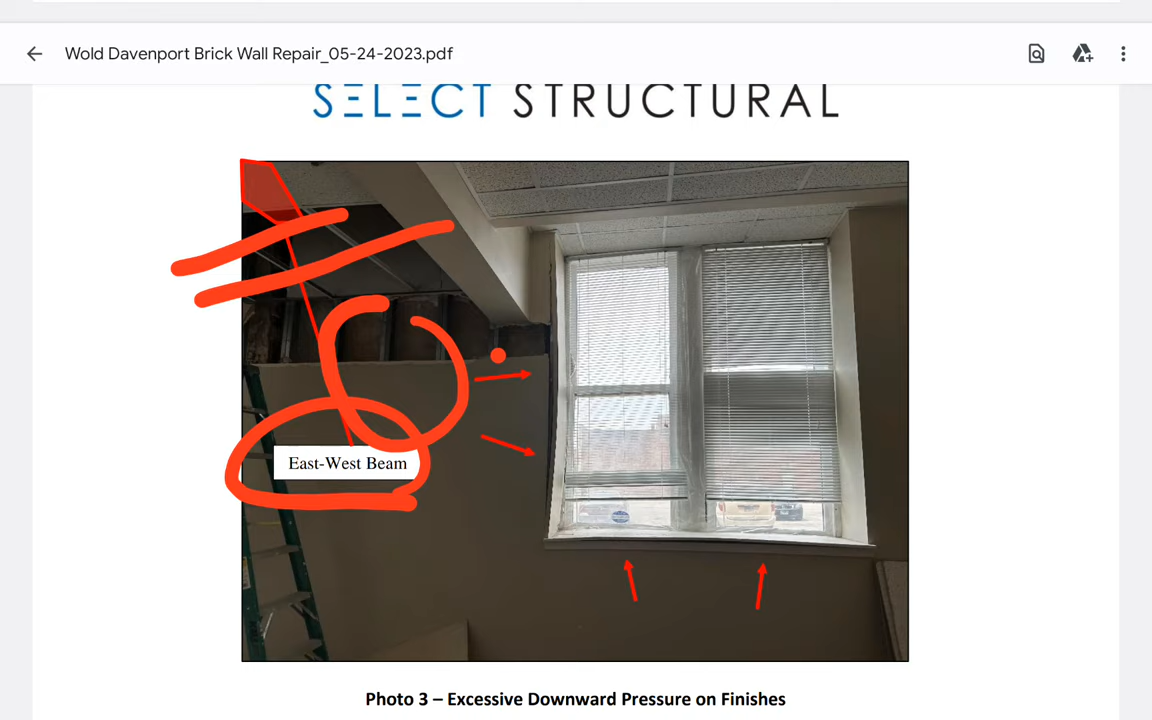 Wold Davenport Brick Wall Repair_05-24-2023.pdf
SELECT STRUCTURAL
East-West Beam
Photo 3 – Excessive Downward Pressure on Finishes